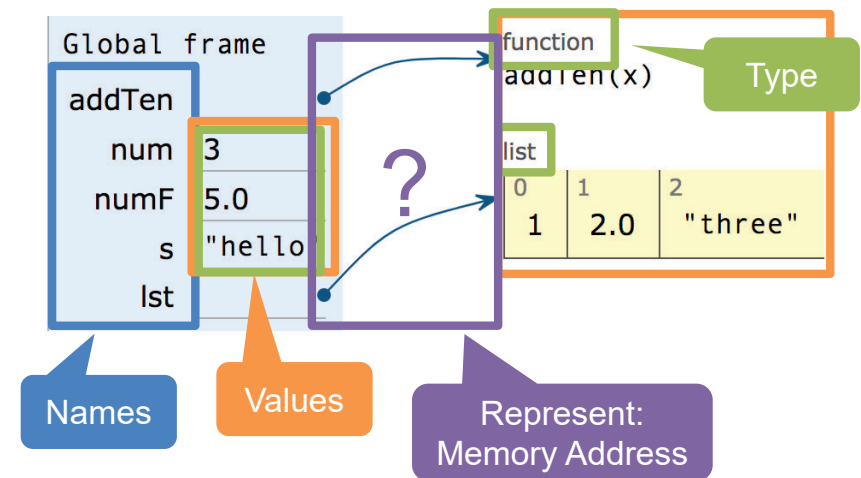 Global frame
addTen
num 3
numF 5.0
s "hello"
lst
?
function
addTen(x)
list
0 1 2
1 2.0 "three"
Type
Names
Values
Represent:
Memory Address